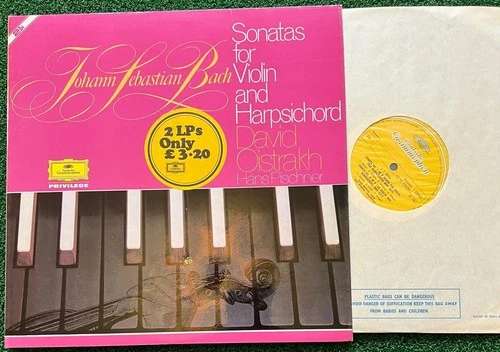 Johann Sebastian Bach
Sonatas
for
Violin
and
Harpsichord
David
Oistrakh
Hans Pischner
2 LPs
Only
£3·20
PRIVILEGE
PLASTIC BAGS CAN BE DANGEROUS
AVOID DANGER OF SUFFOCATION KEEP THIS BAG AWAY
FROM BABIES AND CHILDREN.